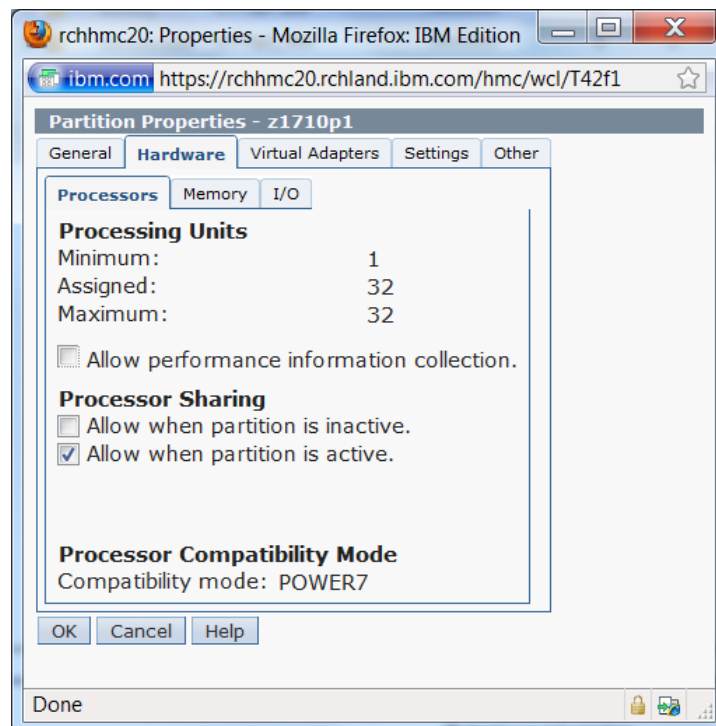 rchhmc20: Properties - Mozilla Firefox: IBM Edition
ibm.com https://rchhmc20.rchland.ibm.com/hmc/wcl/T42f1
Partition Properties - z1710p1
General Hardware Virtual Adapters Settings Other
Processors Memory I/O
Processing Units
Minimum: 1
Assigned: 32
Maximum: 32
Allow performance information collection.
Processor Sharing
Allow when partition is inactive.
Allow when partition is active.
Processor Compatibility Mode
Compatibility mode: POWER7
OK Cancel Help
Done